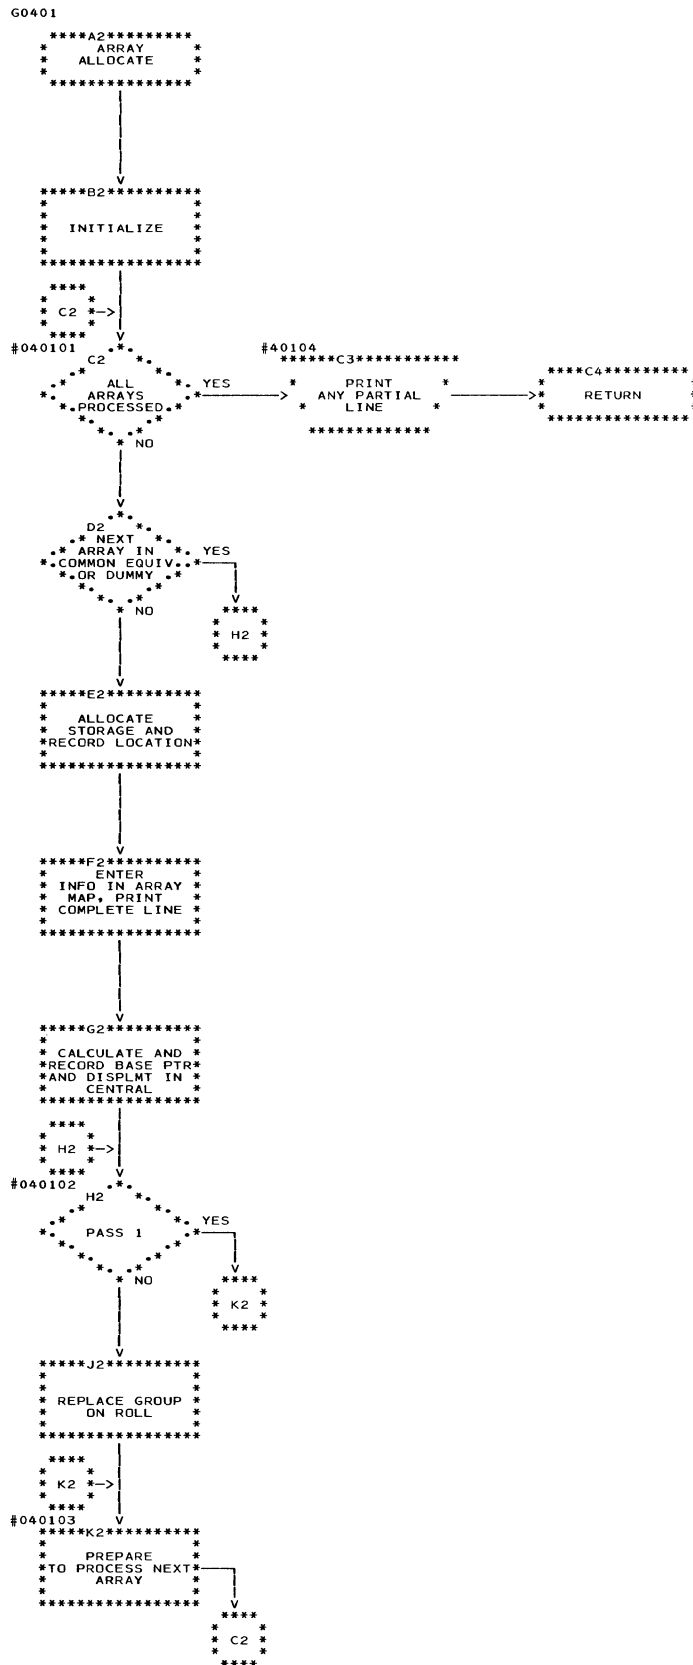 G0401
A2
ARRAY
ALLOCATE
B2
INITIALIZE
C2
#040101
C2
ALL
ARRAYS
PROCESSED
YES
NO
#40104
C3
PRINT
ANY PARTIAL
LINE
C4
RETURN
D2
NEXT
ARRAY IN
COMMON EQUIV
OR DUMMY
YES
NO
H2
E2
ALLOCATE
STORAGE AND
RECORD LOCATION
F2
ENTER
INFO IN ARRAY
MAP, PRINT
COMPLETE LINE
G2
CALCULATE AND
RECORD BASE PTR
AND DISPLMT IN
CENTRAL
H2
#040102
H2
PASS 1
YES
NO
K2
J2
REPLACE GROUP
ON ROLL
K2
#040103
K2
PREPARE
TO PROCESS NEXT
ARRAY
C2